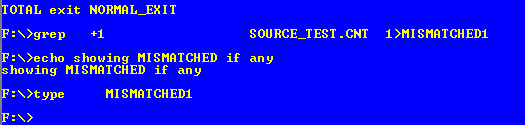 TOTAL exit NORMAL_EXIT
F:\>grep +1 SOURCE_TEST.CNT 1>MISMATCHED1
F:\>echo showing MISMATCHED if any
showing MISMATCHED if any
F:\>type MISMATCHED1
F:\>